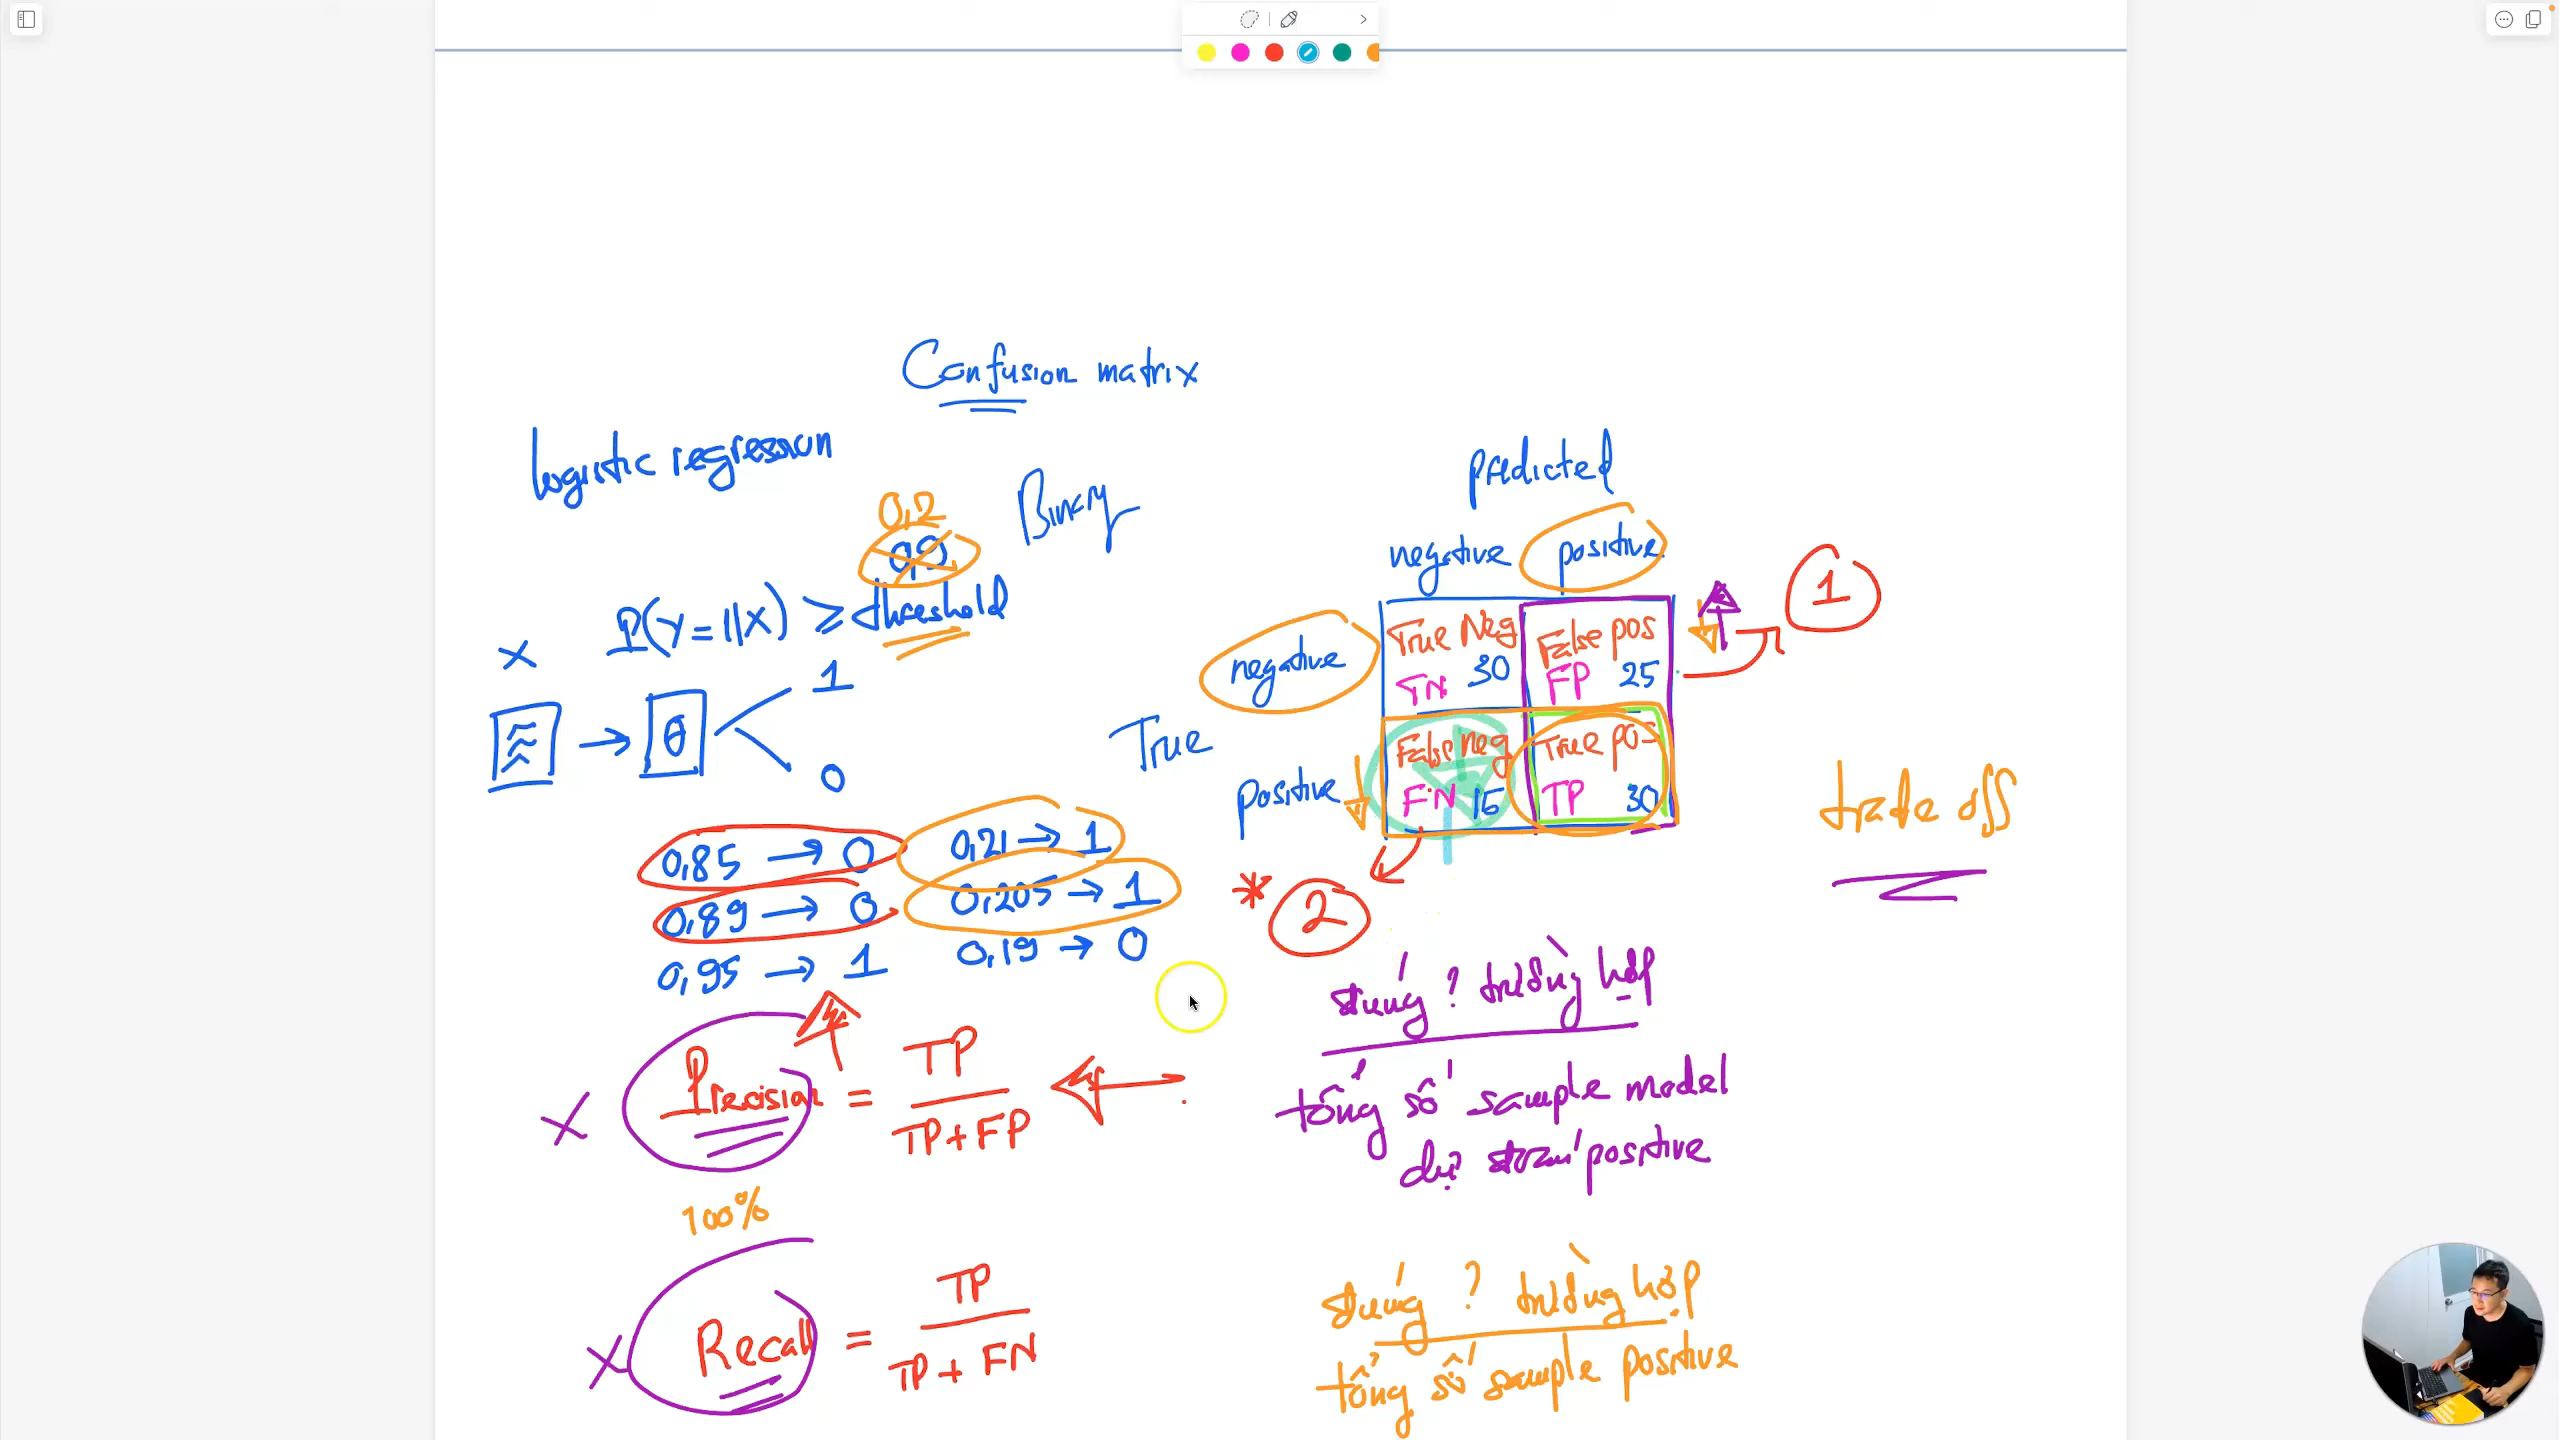 Confusion matrix
logistic regression
Binary
0,2
0,9
P(Y=1|X) ≥ threshold
X
θ
1
0
0,85 → 0
0,89 → 0
0,95 → 1
0,21 → 1
0,205 → 1
0,19 → 0
predicted
negative positive
True
negative
positive
True Neg
TN 30
False pos
FP 25
False neg
FN 15
True pos
TP 30
1
* 2
trade off
X Precision = TP
TP + FP
đúng ? trường hợp
tổng số sample model
dự đoán positive
100%
X Recall = TP
TP + FN
đúng ? trường hợp
tổng số sample positive